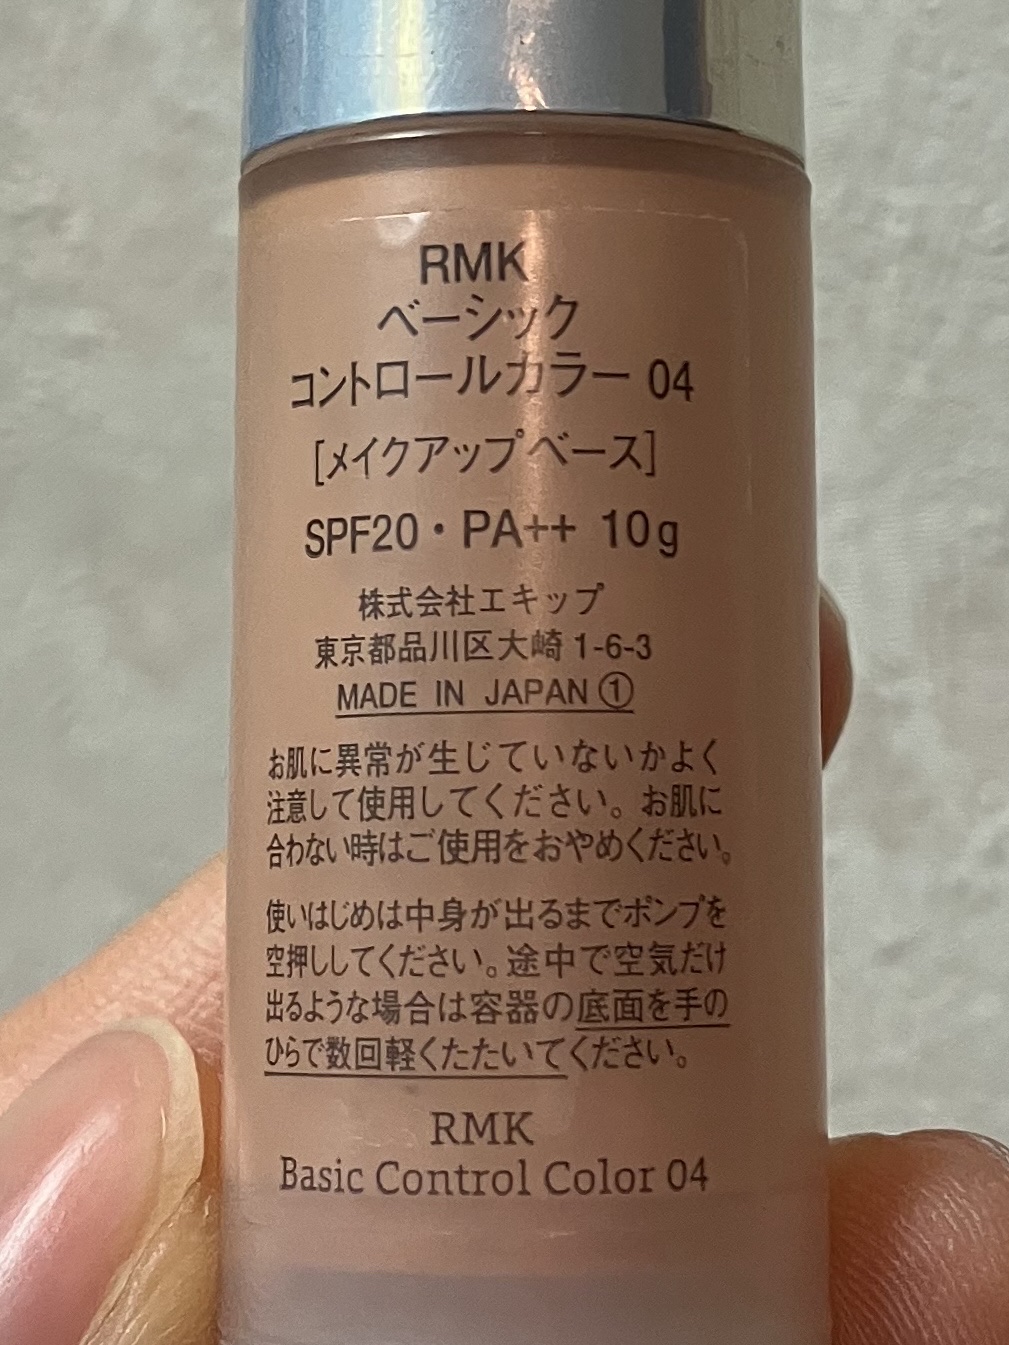 RMK
ベーシック
コントロールカラー 04
[メイクアップベース]
SPF20・PA++ 10g
株式会社エキップ
東京都品川区大崎1-6-3
MADE IN JAPAN①
お肌に異常が生じていないかよく
注意して使用してください。お肌に
合わない時はご使用をおやめください。
使いはじめは中身が出るまでポンプを
空押ししてください。途中で空気だけ
出るような場合は容器の底面を手の
ひらで数回軽くたたいてください。
RMK
Basic Control Color 04